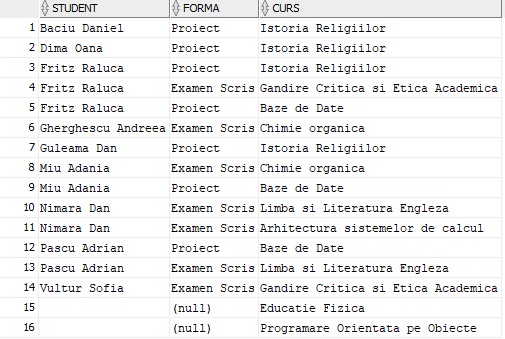 STUDENT FORMA CURS
1 Baciu Daniel Proiect Istoria Religiilor
2 Dima Oana Proiect Istoria Religiilor
3 Fritz Raluca Proiect Istoria Religiilor
4 Fritz Raluca Examen Scris Gandire Critica si Etica Academica
5 Fritz Raluca Proiect Baze de Date
6 Gherghescu Andreea Examen Scris Chimie organica
7 Guleama Dan Proiect Istoria Religiilor
8 Miu Adania Examen Scris Chimie organica
9 Miu Adania Proiect Baze de Date
10 Nimara Dan Examen Scris Limba si Literatura Engleza
11 Nimara Dan Examen Scris Arhitectura sistemelor de calcul
12 Pascu Adrian Proiect Baze de Date
13 Pascu Adrian Examen Scris Limba si Literatura Engleza
14 Vultur Sofia Examen Scris Gandire Critica si Etica Academica
15 (null) Educatie Fizica
16 (null) Programare Orientata pe Obiecte